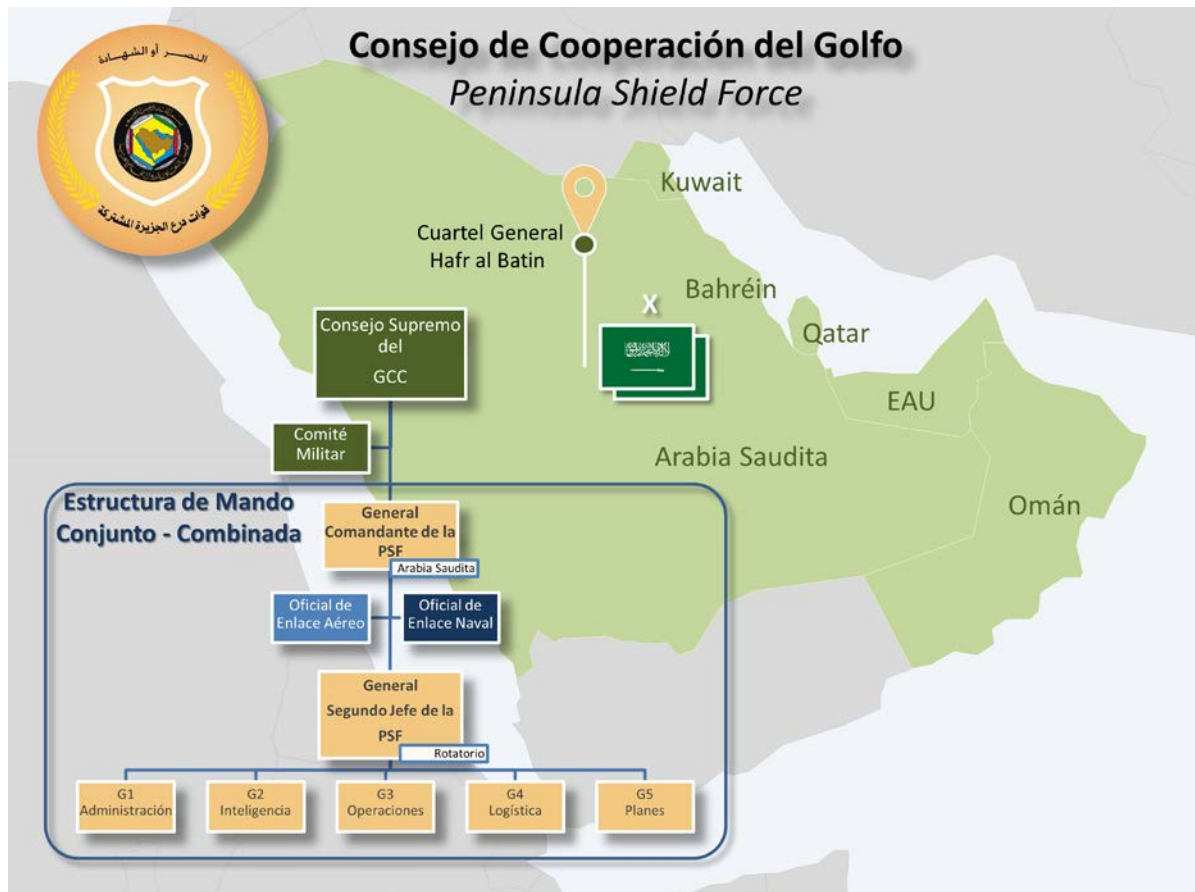 Consejo de Cooperación del Golfo
Peninsula Shield Force
النصر أو الشهادة
قوات درع الجزيرة المشتركة
Kuwait
Cuartel General
Hafr al Batin
Bahréin
X
Qatar
Consejo Supremo
del
GCC
EAU
Comité
Militar
Arabia Saudita
Omán
Estructura de Mando
Conjunto - Combinada
General
Comandante de la
PSF
Arabia Saudita
Oficial de
Enlace Aéreo
Oficial de
Enlace Naval
General
Segundo Jefe de la
PSF
Rotatorio
G1
Administración
G2
Inteligencia
G3
Operaciones
G4
Logística
G5
Planes